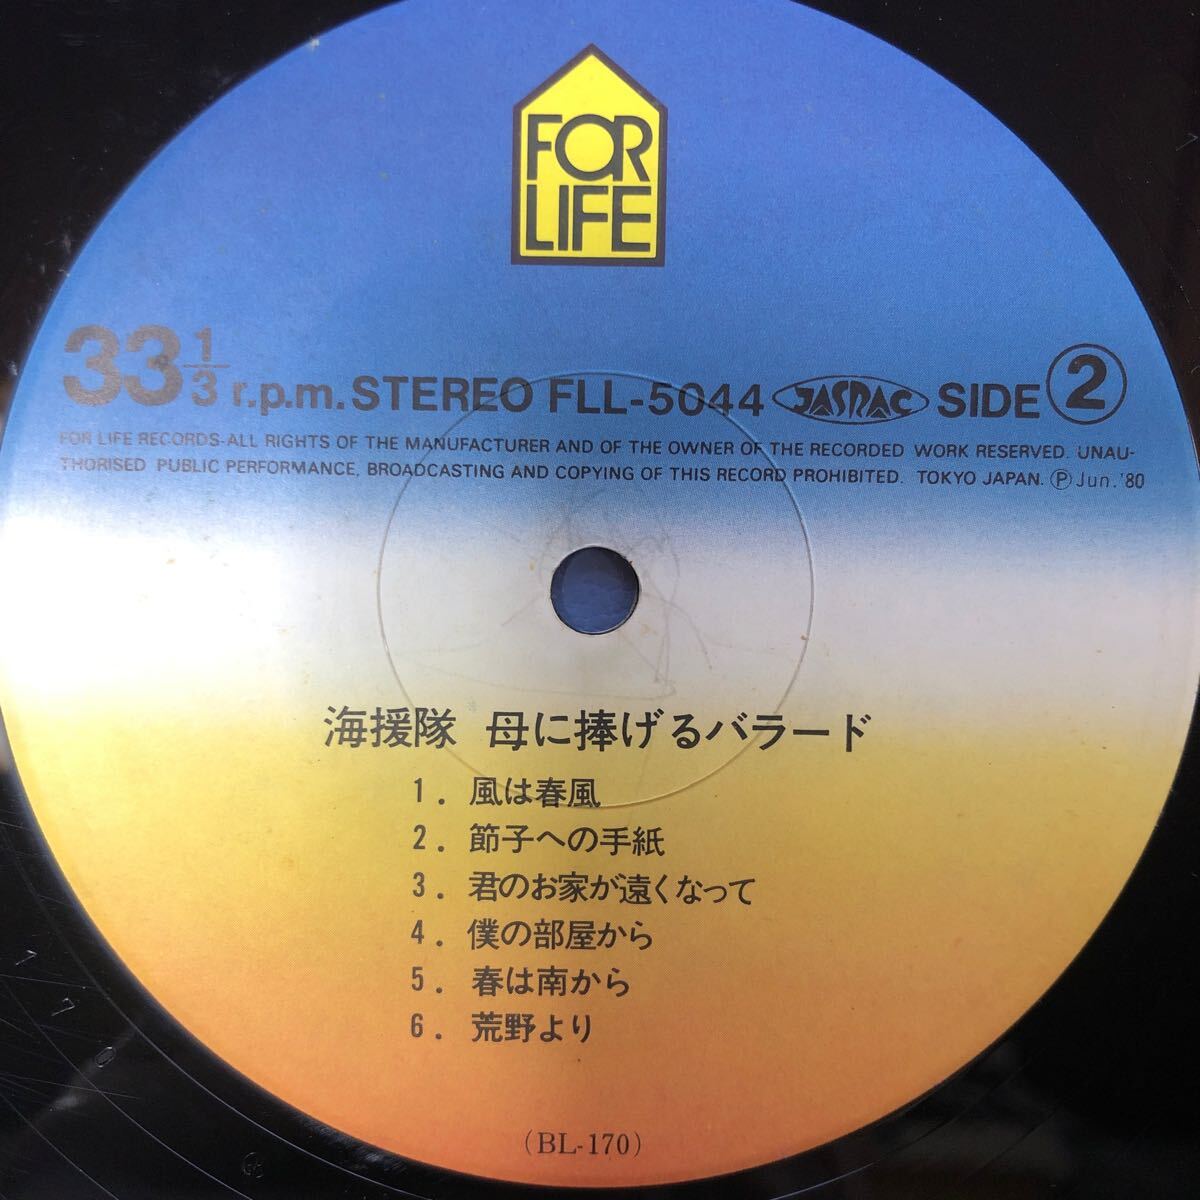 FOR
LIFE
33 1/3 r.p.m. STEREO FLL-5044 JASRAC SIDE 2
FOR LIFE RECORDS-ALL RIGHTS OF THE MANUFACTURER AND OF THE OWNER OF THE RECORDED WORK RESERVED. UNAU-
THORISED PUBLIC PERFORMANCE, BROADCASTING AND COPYING OF THIS RECORD PROHIBITED. TOKYO JAPAN. ℗ Jun. '80
海援隊 母に捧げるバラード
1. 風は春風
2. 節子への手紙
3. 君のお家が遠くなって
4. 僕の部屋から
5. 春は南から
6. 荒野より
(BL-170)